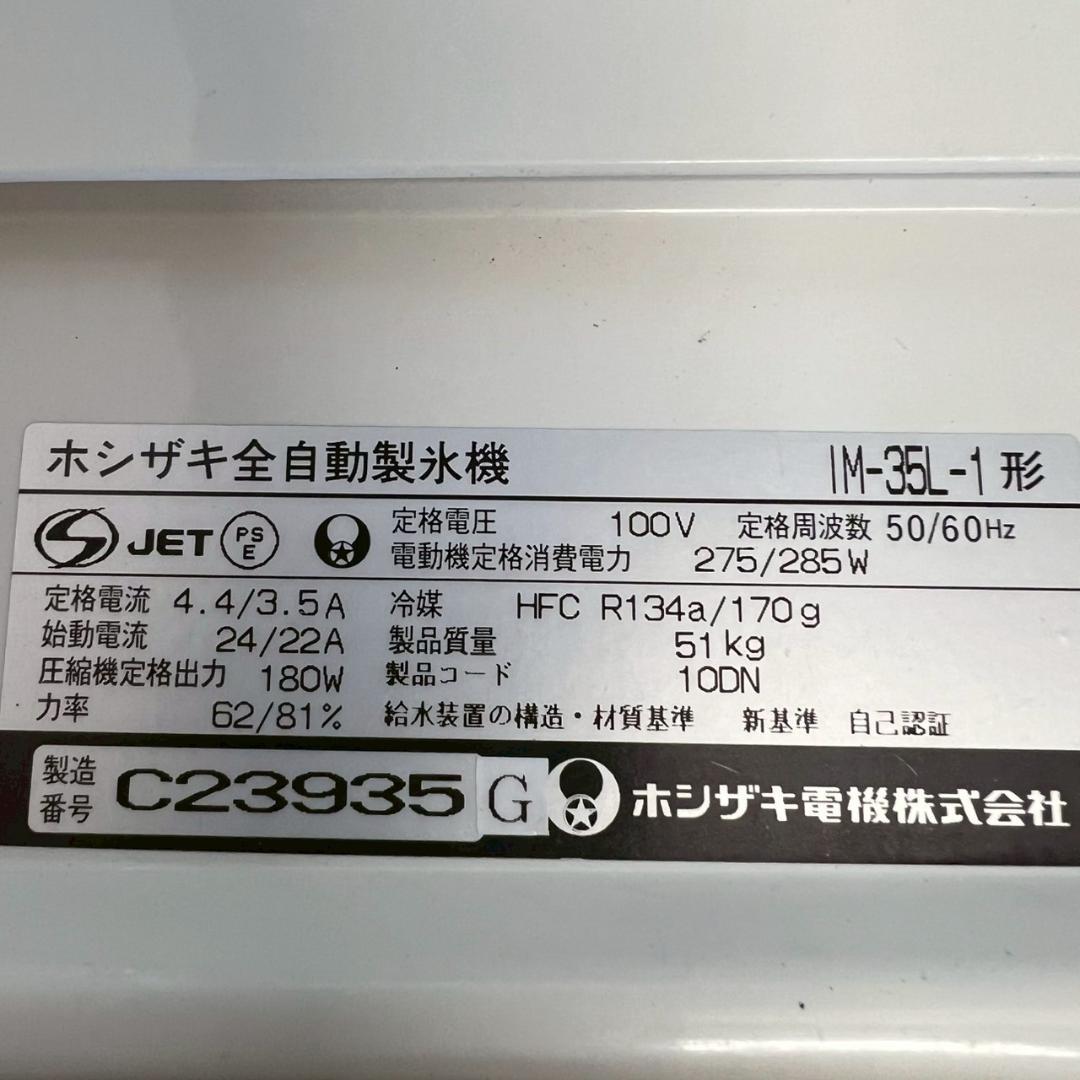 ホシザキ全自動製氷機 IM-35L-1形
JET PSE 定格電圧 100V 定格周波数 50/60Hz
電動機定格消費電力 275/285W
定格電流 4.4/3.5A 冷媒 HFC R134a/170g
始動電流 24/22A 製品質量 51kg
圧縮機定格出力 180W 製品コード 10DN
力率 62/81% 給水装置の構造・材質基準 新基準 自己認証
製造番号 C23935 G ホシザキ電機株式会社